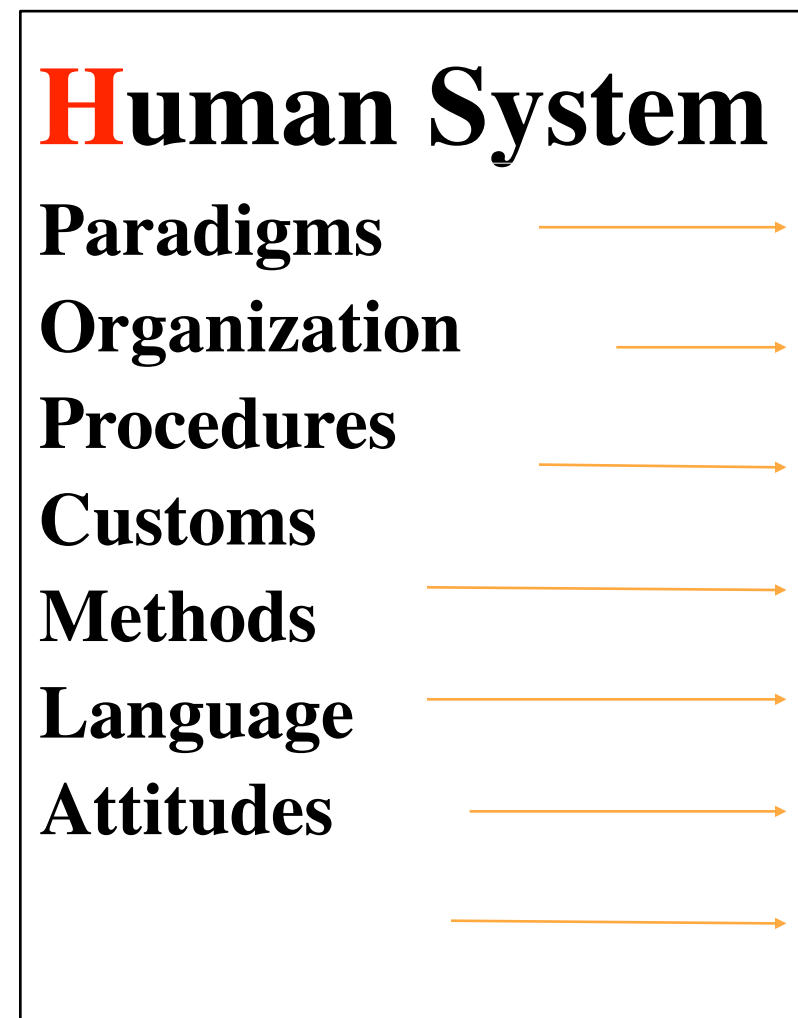 Human System
Paradigms
Organization
Procedures
Customs
Methods
Language
Attitudes